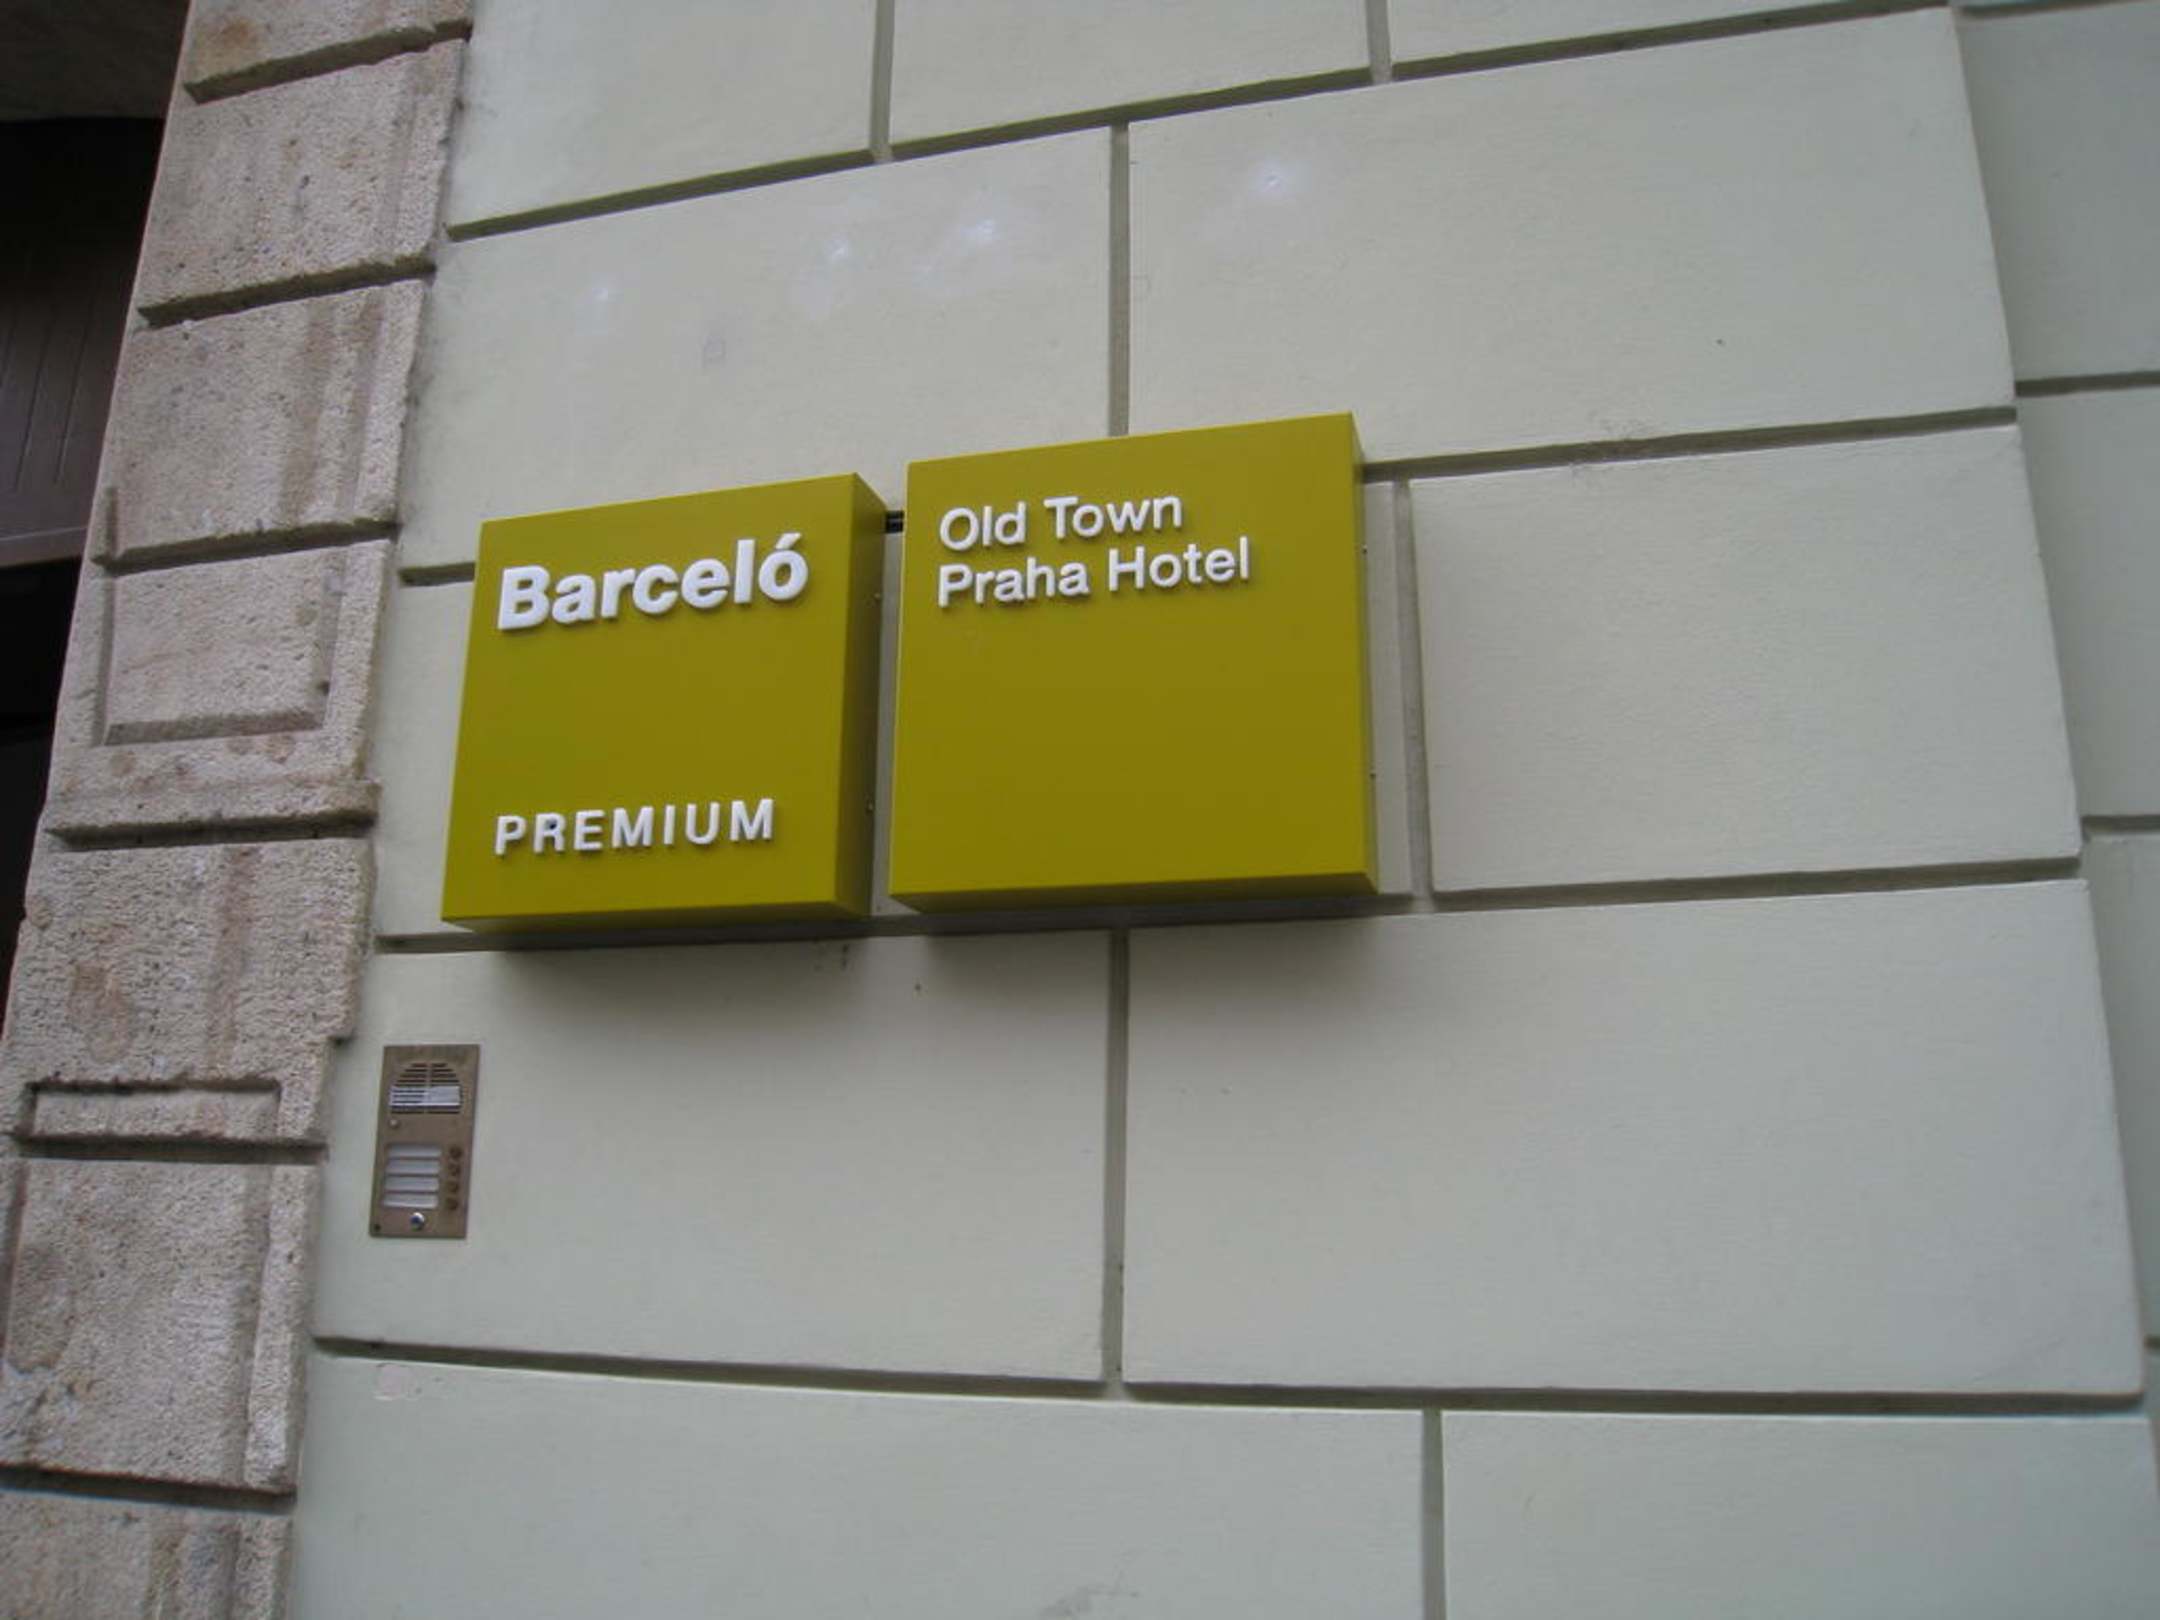 Barceló
PREMIUM
Old Town
Praha Hotel